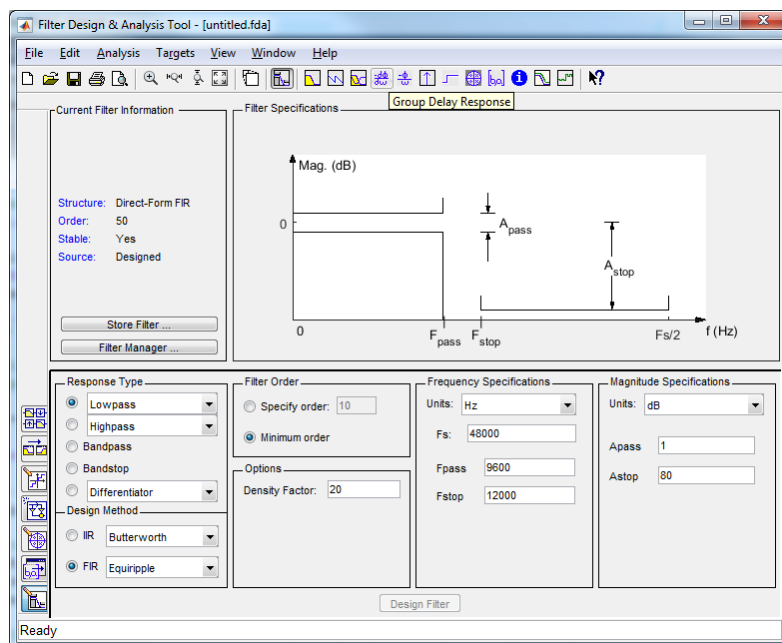 Filter Design & Analysis Tool - [untitled.fda]
File Edit Analysis Targets View Window Help
Group Delay Response
Current Filter Information
Structure: Direct-Form FIR
Order: 50
Stable: Yes
Source: Designed
Store Filter ...
Filter Manager ...
Filter Specifications
Mag. (dB)
0
A pass
A stop
0 F pass F stop Fs/2 f (Hz)
Response Type
Lowpass
Highpass
Bandpass
Bandstop
Differentiator
Design Method
IIR Butterworth
FIR Equiripple
Filter Order
Specify order: 10
Minimum order
Options
Density Factor: 20
Frequency Specifications
Units: Hz
Fs: 48000
Fpass 9600
Fstop 12000
Magnitude Specifications
Units: dB
Apass 1
Astop 80
Design Filter
Ready